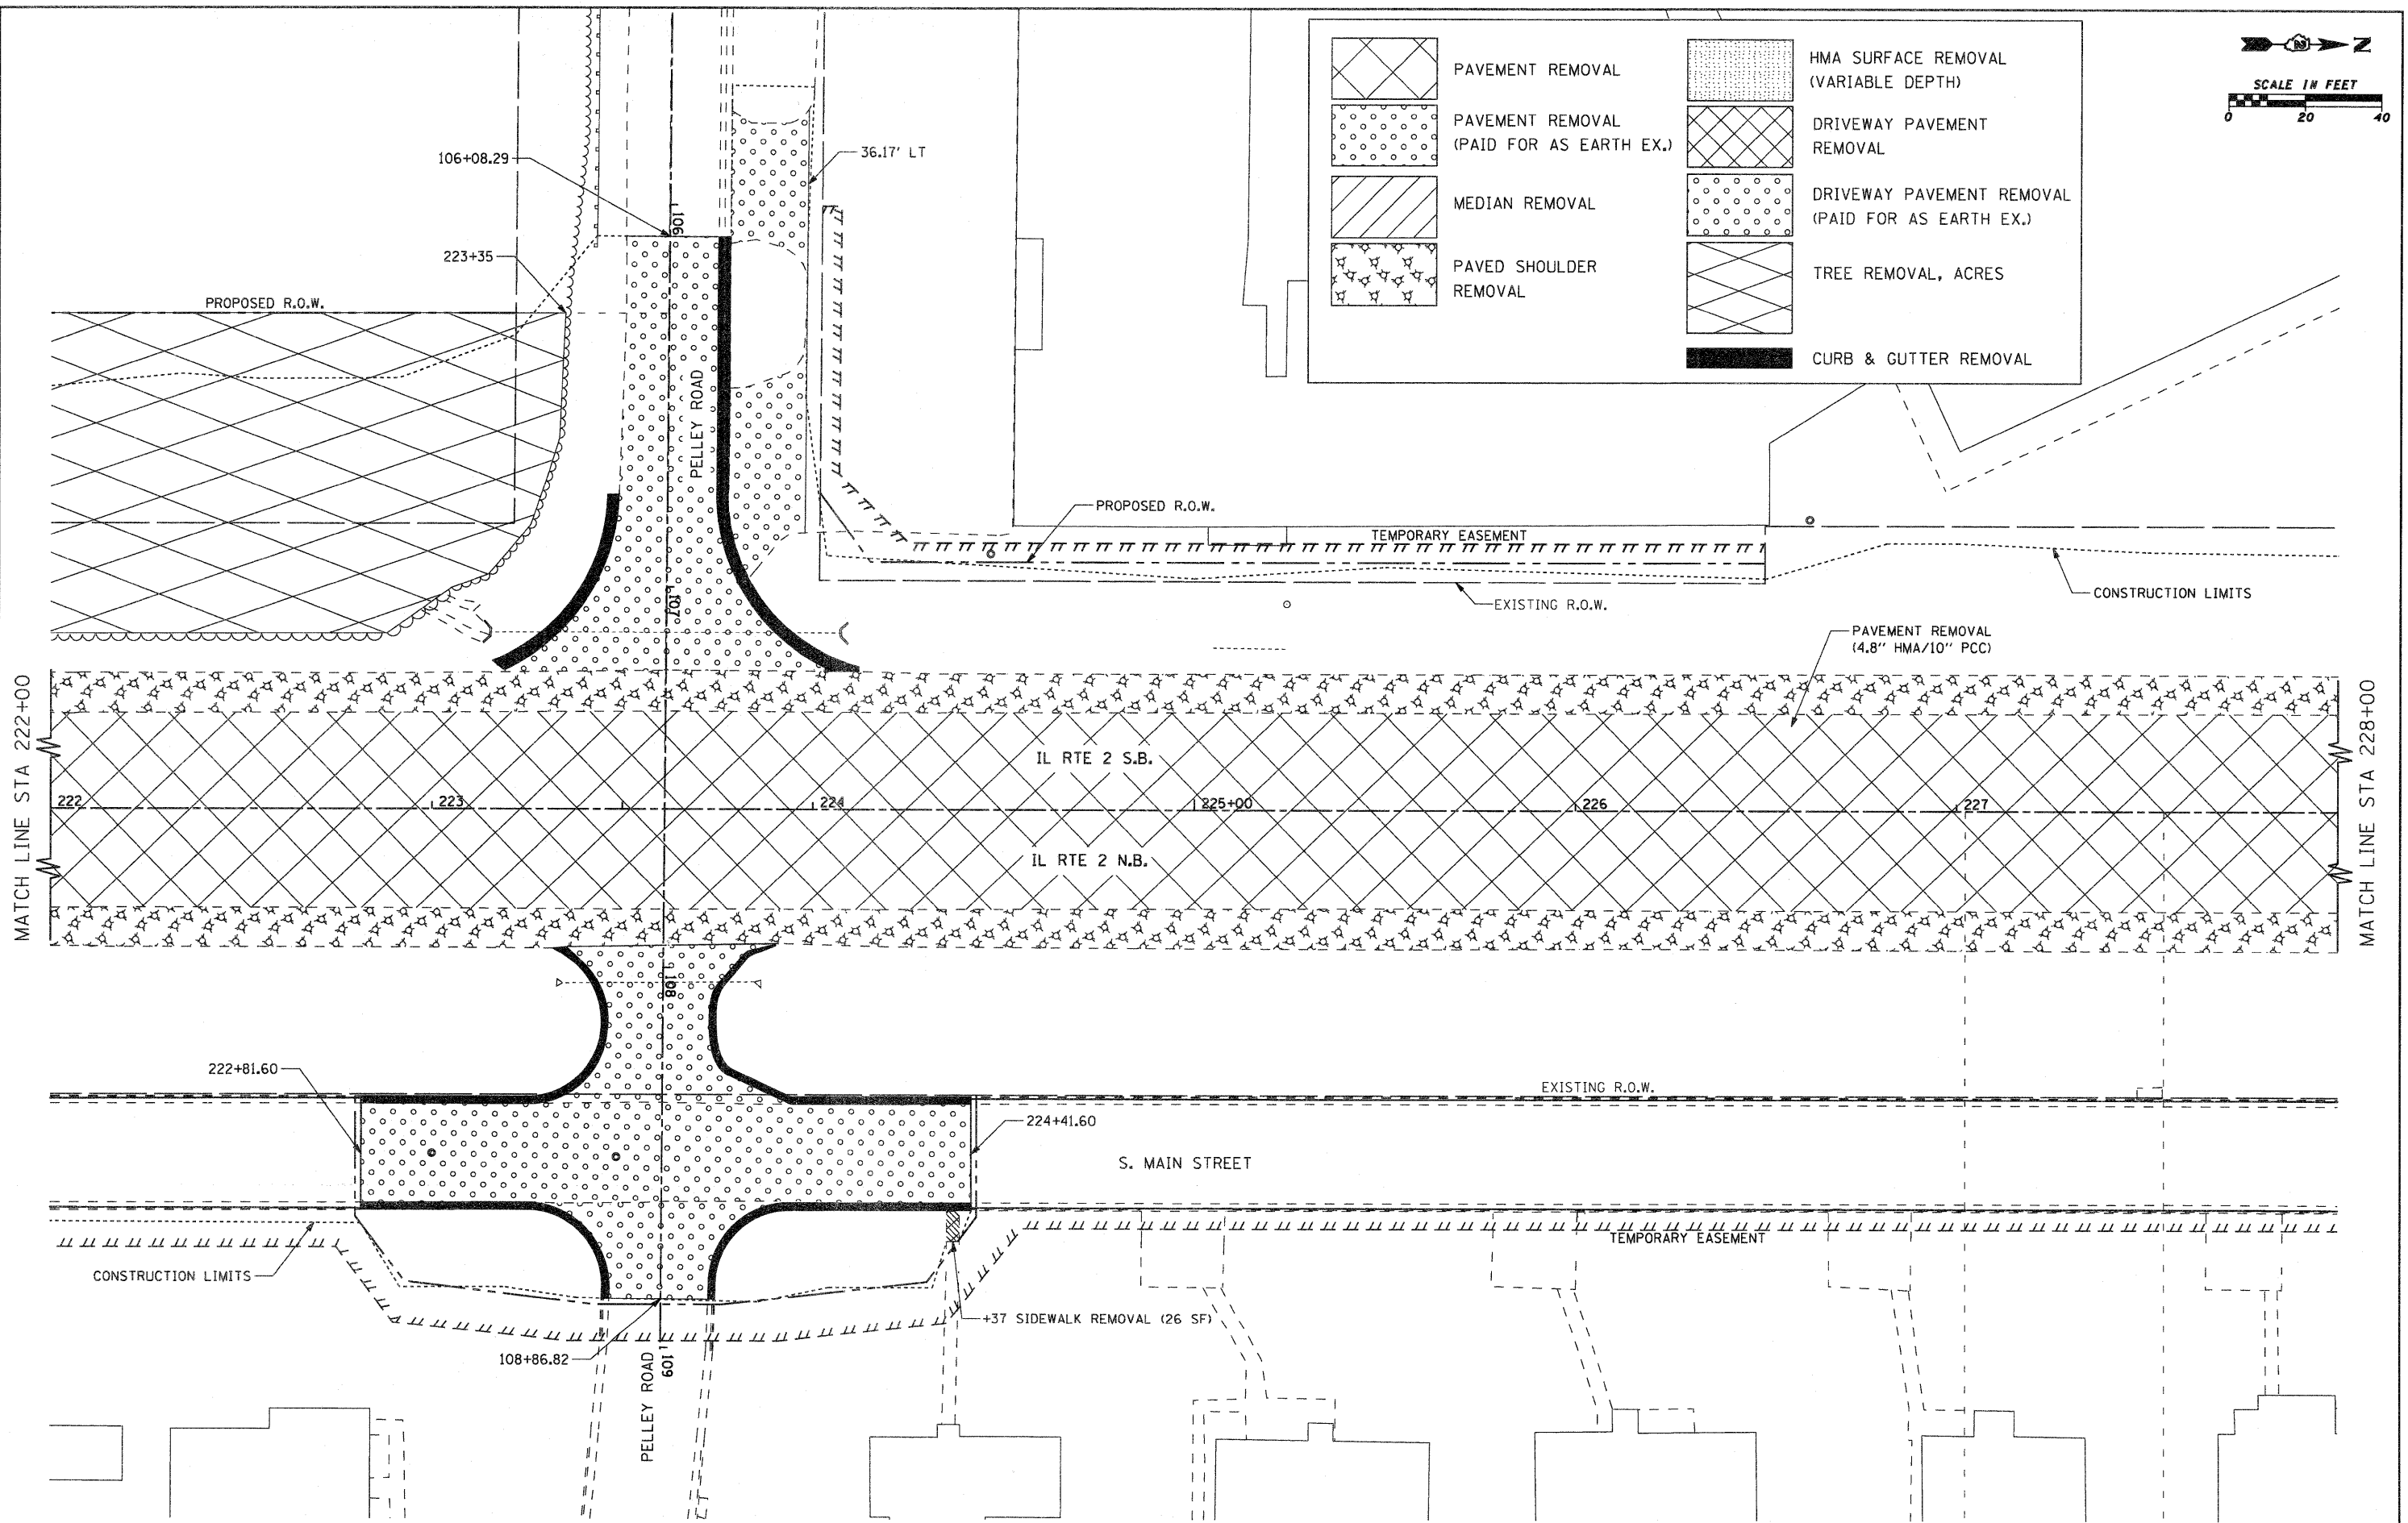 PAVEMENT REMOVAL
PAVEMENT REMOVAL
(PAID FOR AS EARTH EX.)
MEDIAN REMOVAL
PAVED SHOULDER
REMOVAL
HMA SURFACE REMOVAL
(VARIABLE DEPTH)
DRIVEWAY PAVEMENT
REMOVAL
DRIVEWAY PAVEMENT REMOVAL
(PAID FOR AS EARTH EX.)
TREE REMOVAL, ACRES
CURB & GUTTER REMOVAL
Z
SCALE IN FEET
0 20 40
106+08.29
36.17' LT
106
223+35
PROPOSED R.O.W.
PELLEY ROAD
PROPOSED R.O.W.
TEMPORARY EASEMENT
EXISTING R.O.W.
CONSTRUCTION LIMITS
107
PAVEMENT REMOVAL
(4.8" HMA/10" PCC)
MATCH LINE STA 222+00
MATCH LINE STA 228+00
IL RTE 2 S.B.
222 223 224 225+00 226 227
IL RTE 2 N.B.
108
222+81.60
EXISTING R.O.W.
224+41.60
S. MAIN STREET
TEMPORARY EASEMENT
CONSTRUCTION LIMITS
+37 SIDEWALK REMOVAL (26 SF)
108+86.82
109
PELLEY ROAD